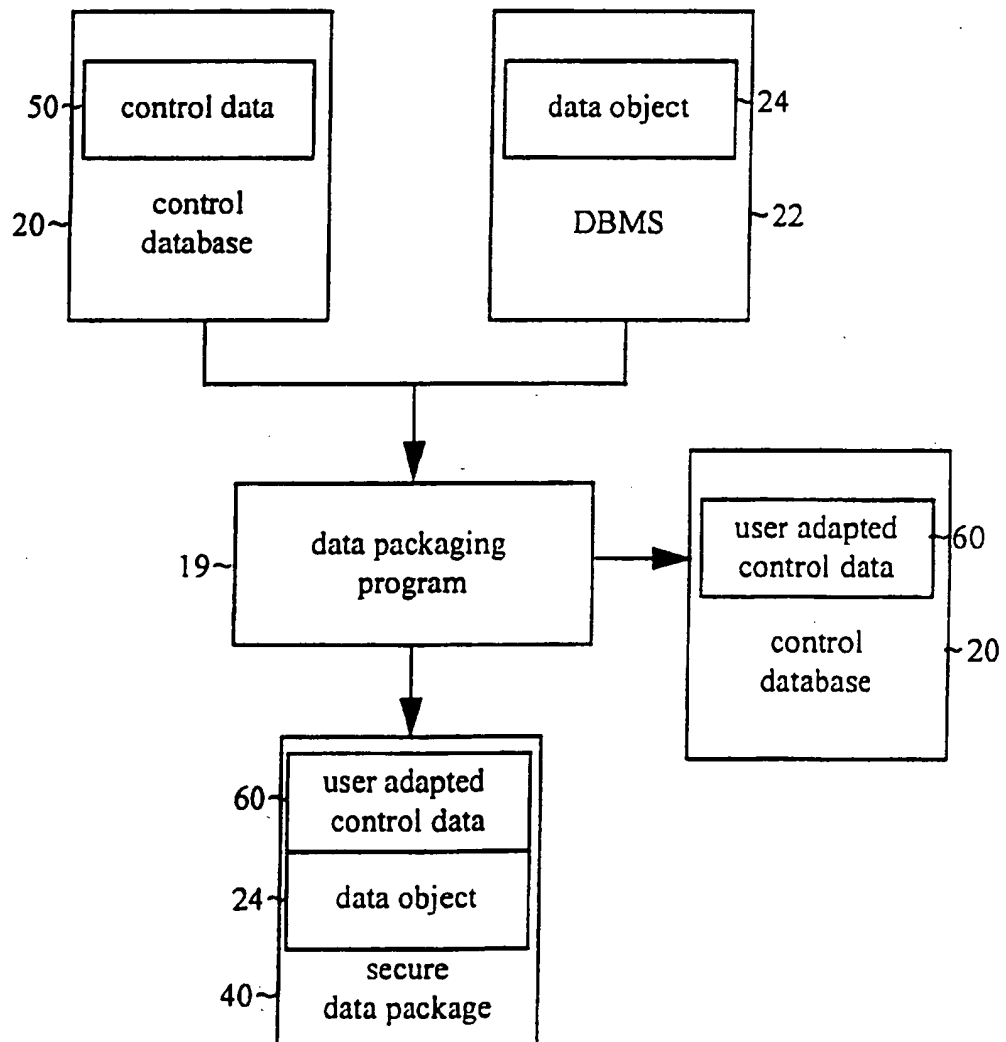 50~ control data
data object 24
20~ control
database
DBMS ~22
19~ data packaging
program
user adapted
control data ~60
control
database ~20
60~ user adapted
control data
24~ data object
40~ secure
data package